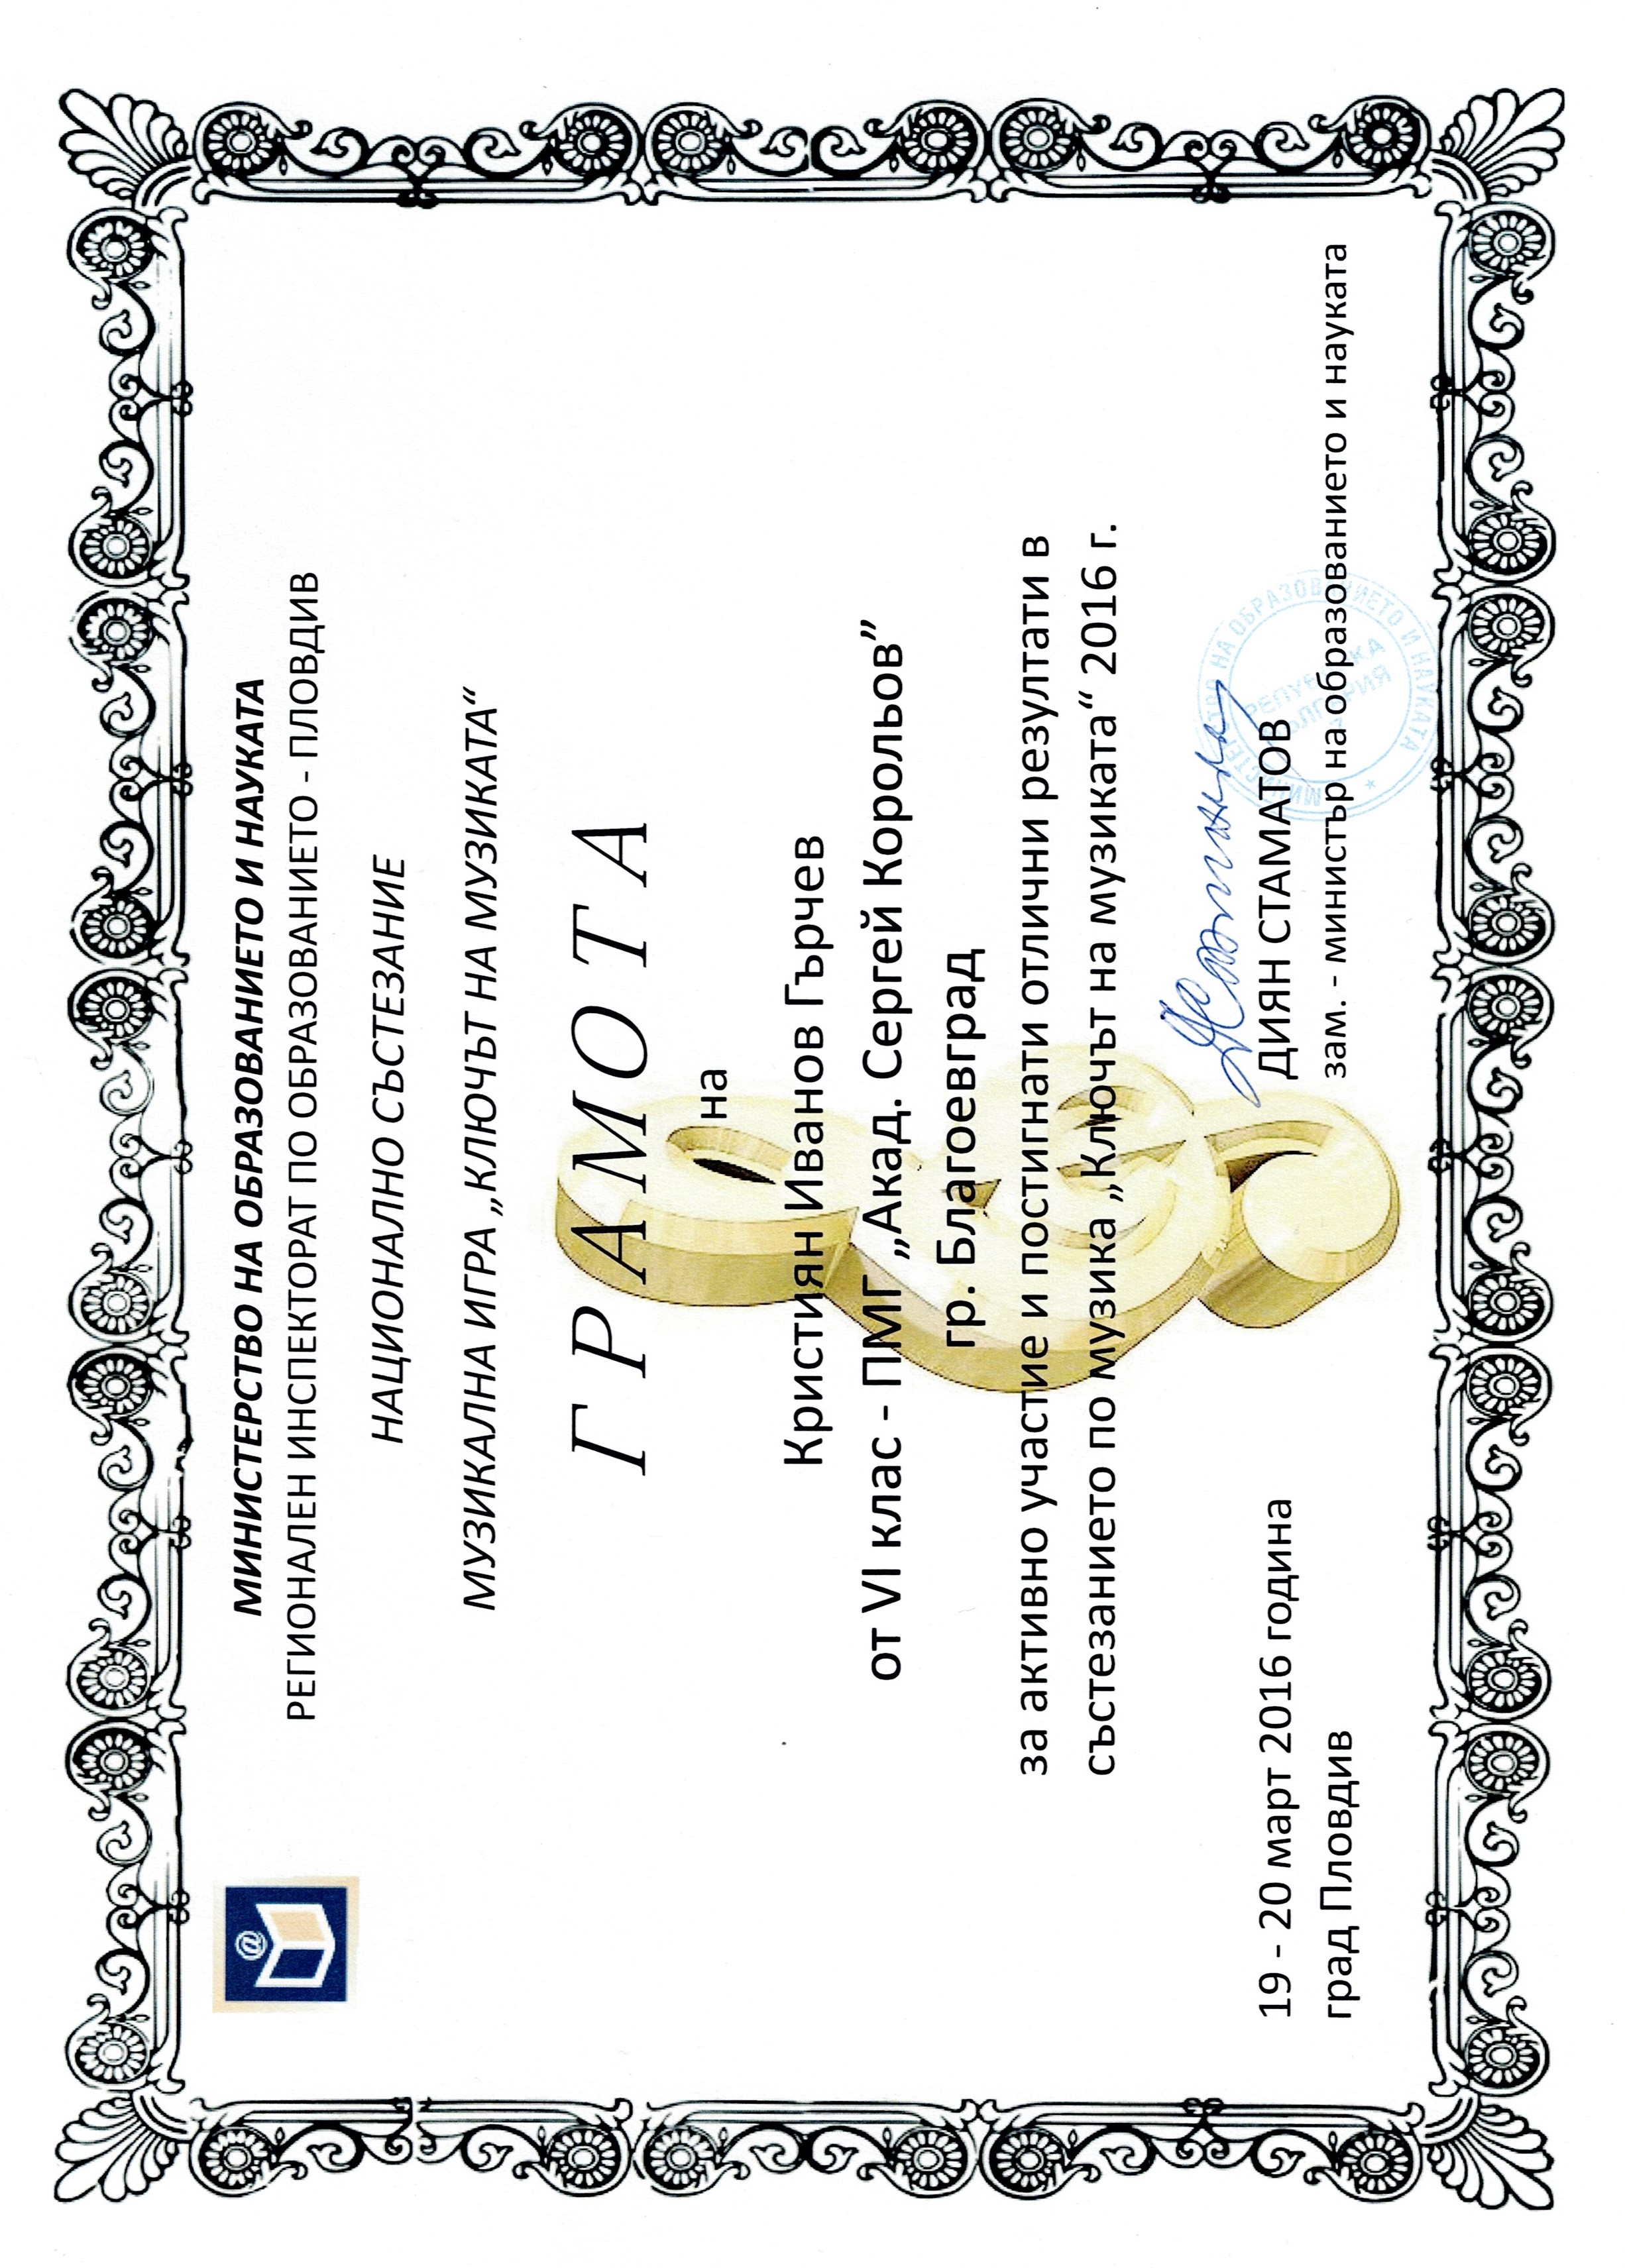 @
МИНИСТЕРСТВО НА ОБРАЗОВАНИЕТО И НАУКАТА
РЕГИОНАЛЕН ИНСПЕКТОРАТ ПО ОБРАЗОВАНИЕТО - ПЛОВДИВ
НАЦИОНАЛНО СЪСТЕЗАНИЕ
МУЗИКАЛНА ИГРА „КЛЮЧЪТ НА МУЗИКАТА“
Г Р А М О Т А
на
Кристиян Иванов Гърчев
от VI клас - ПМГ „Акад. Сергей Корольов”
гр. Благоевград
за активно участие и постигнати отлични резултати в
състезанието по музика „Ключът на музиката“ 2016 г.
19 - 20 март 2016 година
град Пловдив
ДИЯН СТАМАТОВ
зам. - министър на образованието и науката
МИНИСТЕРСТВО НА ОБРАЗОВАНИЕТО И НАУКАТА
РЕПУБЛИКА
БЪЛГАРИЯ